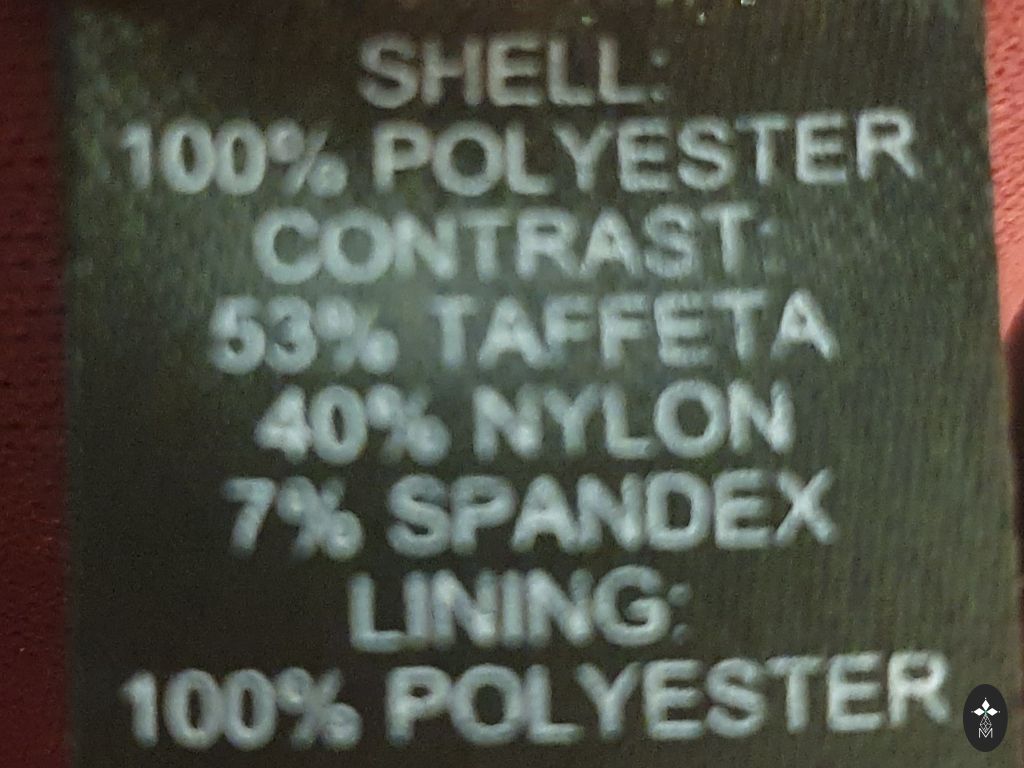 SHELL:
100% POLYESTER
CONTRAST:
53% TAFFETA
40% NYLON
7% SPANDEX
LINING:
100% POLYESTER
M